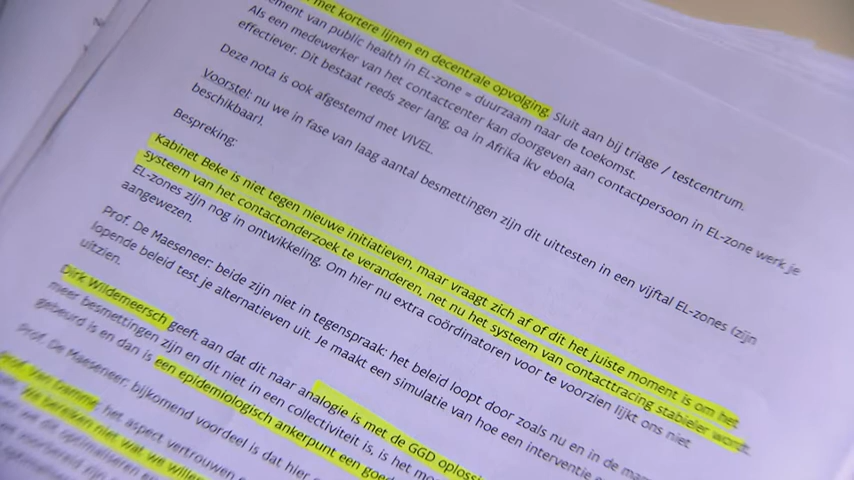 met kortere lijnen en decentrale opvolging. Sluit aan bij triage / testcentrum.
ement van public health in EL-zone = duurzaam naar de toekomst.
Als een medewerker van het contactcenter kan doorgeven aan contactpersoon in EL-zone werk je
effectiever. Dit bestaat reeds zeer lang, oa in Afrika ikv ebola.
Deze nota is ook afgestemd met VIVEL.
Voorstel: nu we in fase van laag aantal besmettingen zijn dit uittesten in een vijftal EL-zones (zijn
beschikbaar).
Bespreking:
Kabinet Beke is niet tegen nieuwe initiatieven, maar vraagt zich af of dit het juiste moment is om het
systeem van het contactonderzoek te veranderen, net nu het systeem van contacttracing stabieler wordt.
EL-zones zijn nog in ontwikkeling. Om hier nu extra coördinatoren voor te voorzien lijkt ons niet
aangewezen.
Prof. De Maeseneer: beide zijn niet in tegenspraak: het beleid loopt door zoals nu en in de
lopende beleid test je alternatieven uit. Je maakt een simulatie van hoe een interventie
uitzien.
Dirk Wildemeersch geeft aan dat dit naar analogie is met de GGD
meer besmettingen zijn en dit niet in een collectiviteit is, is het
gebeurd is en dan is een epidemiologisch ankerpunt een
Prof. De Maeseneer: bijkomend voordeel is dat hier
het aspect vertrouwen
bereiken niet wat we
optimaliseren